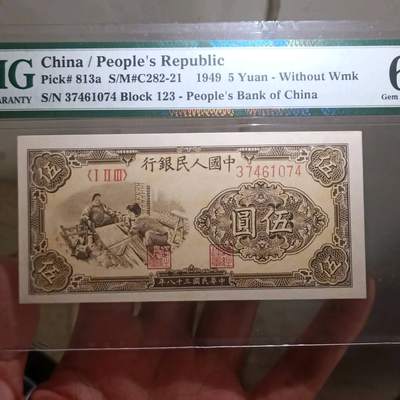 MG
ARANTY
China / People's Republic
Pick# 813a S/M#C282-21 1949 5 Yuan - Without Wmk
S/N 37461074 Block 123 - People's Bank of China
6
Gem
行銀民人國中
〈I II III〉
37461074
伍
伍
圓伍
伍
伍
年八十三國民華中